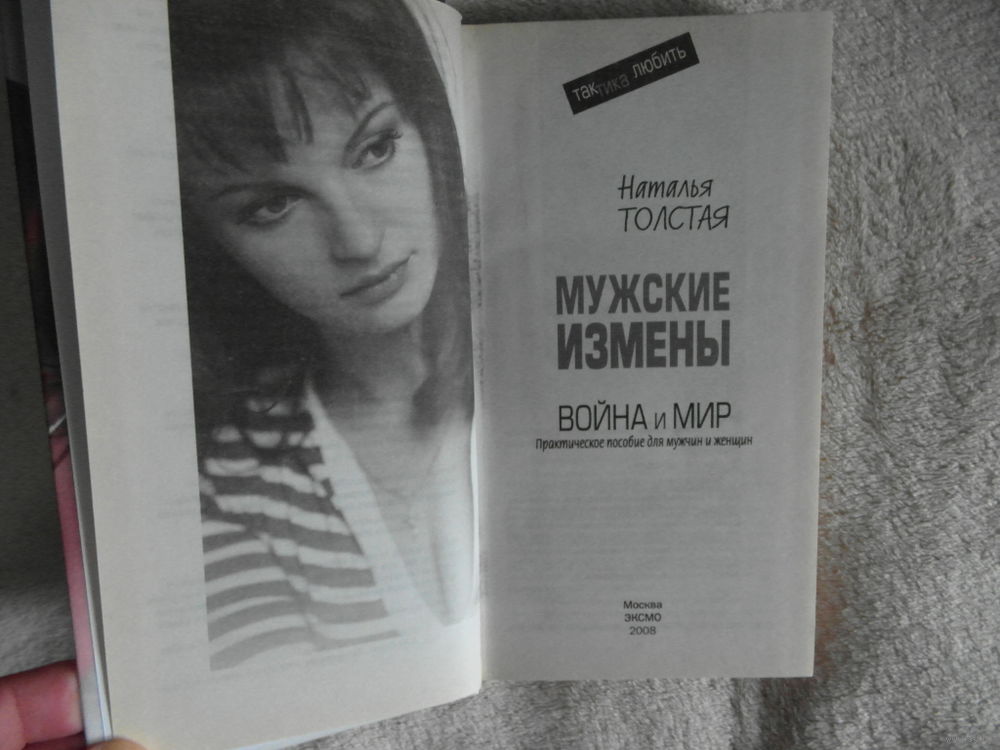 тактика любить
Наталья
ТОЛСТАЯ
МУЖСКИЕ
ИЗМЕНЫ
ВОЙНА и МИР
Практическое пособие для мужчин и женщин
Москва
ЭКСМО
2008